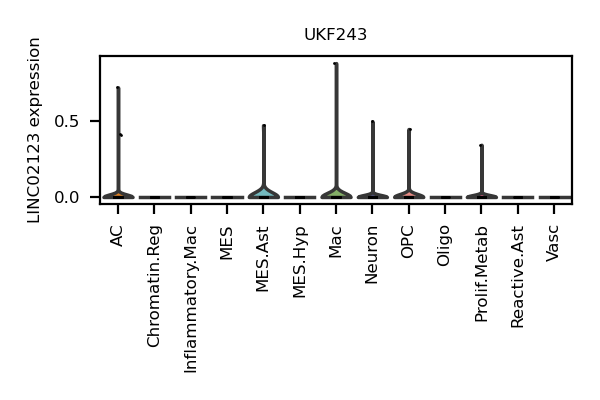 UKF243
LINC02123 expression
0.5
0.0
AC
Chromatin.Reg
Inflammatory.Mac
MES
MES.Ast
MES.Hyp
Mac
Neuron
OPC
Oligo
Prolif.Metab
Reactive.Ast
Vasc